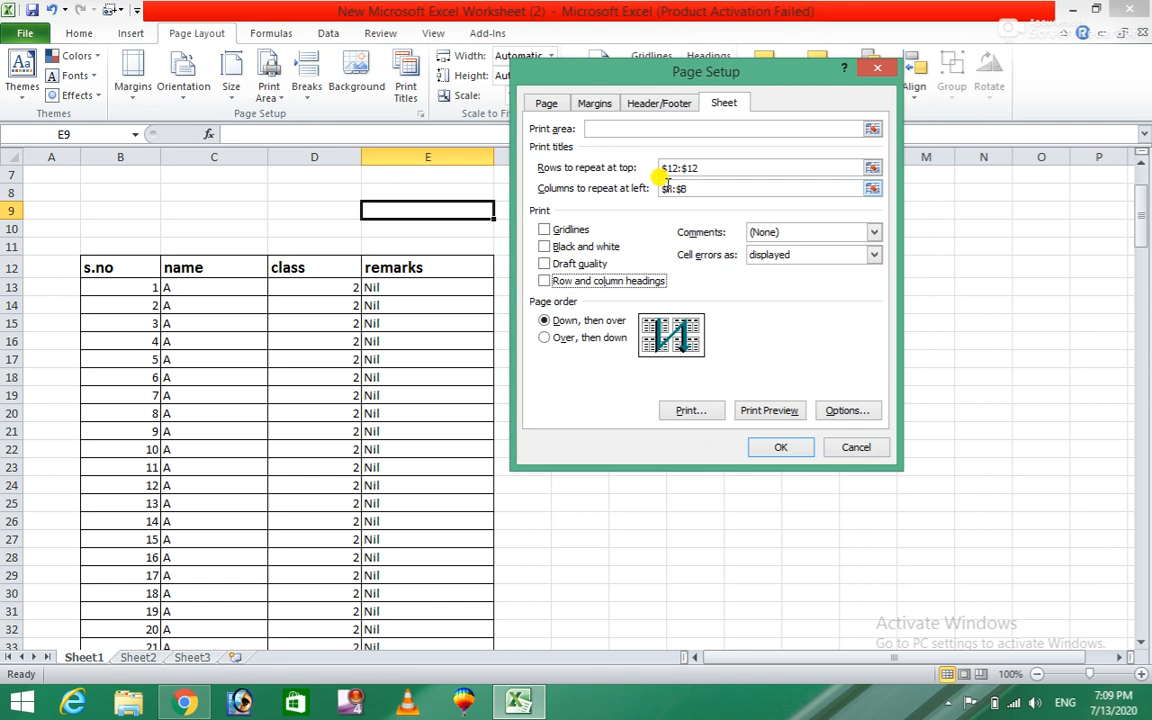 New Microsoft Excel Worksheet (2) - Microsoft Excel (Product Activation Failed)
File Home Insert Page Layout Formulas Data Review View Add-Ins
Themes
Colors
Fonts
Effects
Themes
Margins Orientation Size Print Area Breaks Background Print Titles
Page Setup
Width: Automatic
Height:
Scale:
Scale to Fi
Gridlines Headings
Align Group Rotate
E9 fx
A B C D E M N O P
Page Setup
Page Margins Header/Footer Sheet
Print area:
Print titles
Rows to repeat at top: $12:$12
Columns to repeat at left: :$B
Print
Gridlines
Black and white
Draft quality
Row and column headings
Comments: (None)
Cell errors as: displayed
Page order
Down, then over
Over, then down
Print... Print Preview Options...
OK Cancel
7
8
9
10
11
12 s.no name class remarks
13 1 A 2 Nil
14 2 A 2 Nil
15 3 A 2 Nil
16 4 A 2 Nil
17 5 A 2 Nil
18 6 A 2 Nil
19 7 A 2 Nil
20 8 A 2 Nil
21 9 A 2 Nil
22 10 A 2 Nil
23 11 A 2 Nil
24 12 A 2 Nil
25 13 A 2 Nil
26 14 A 2 Nil
27 15 A 2 Nil
28 16 A 2 Nil
29 17 A 2 Nil
30 18 A 2 Nil
31 19 A 2 Nil
32 20 A 2 Nil
33 21 A 2 Nil
Activate Windows
Go to PC settings to activate Windows.
Sheet1 Sheet2 Sheet3
Ready 100%
ENG
7:09 PM
7/13/2020